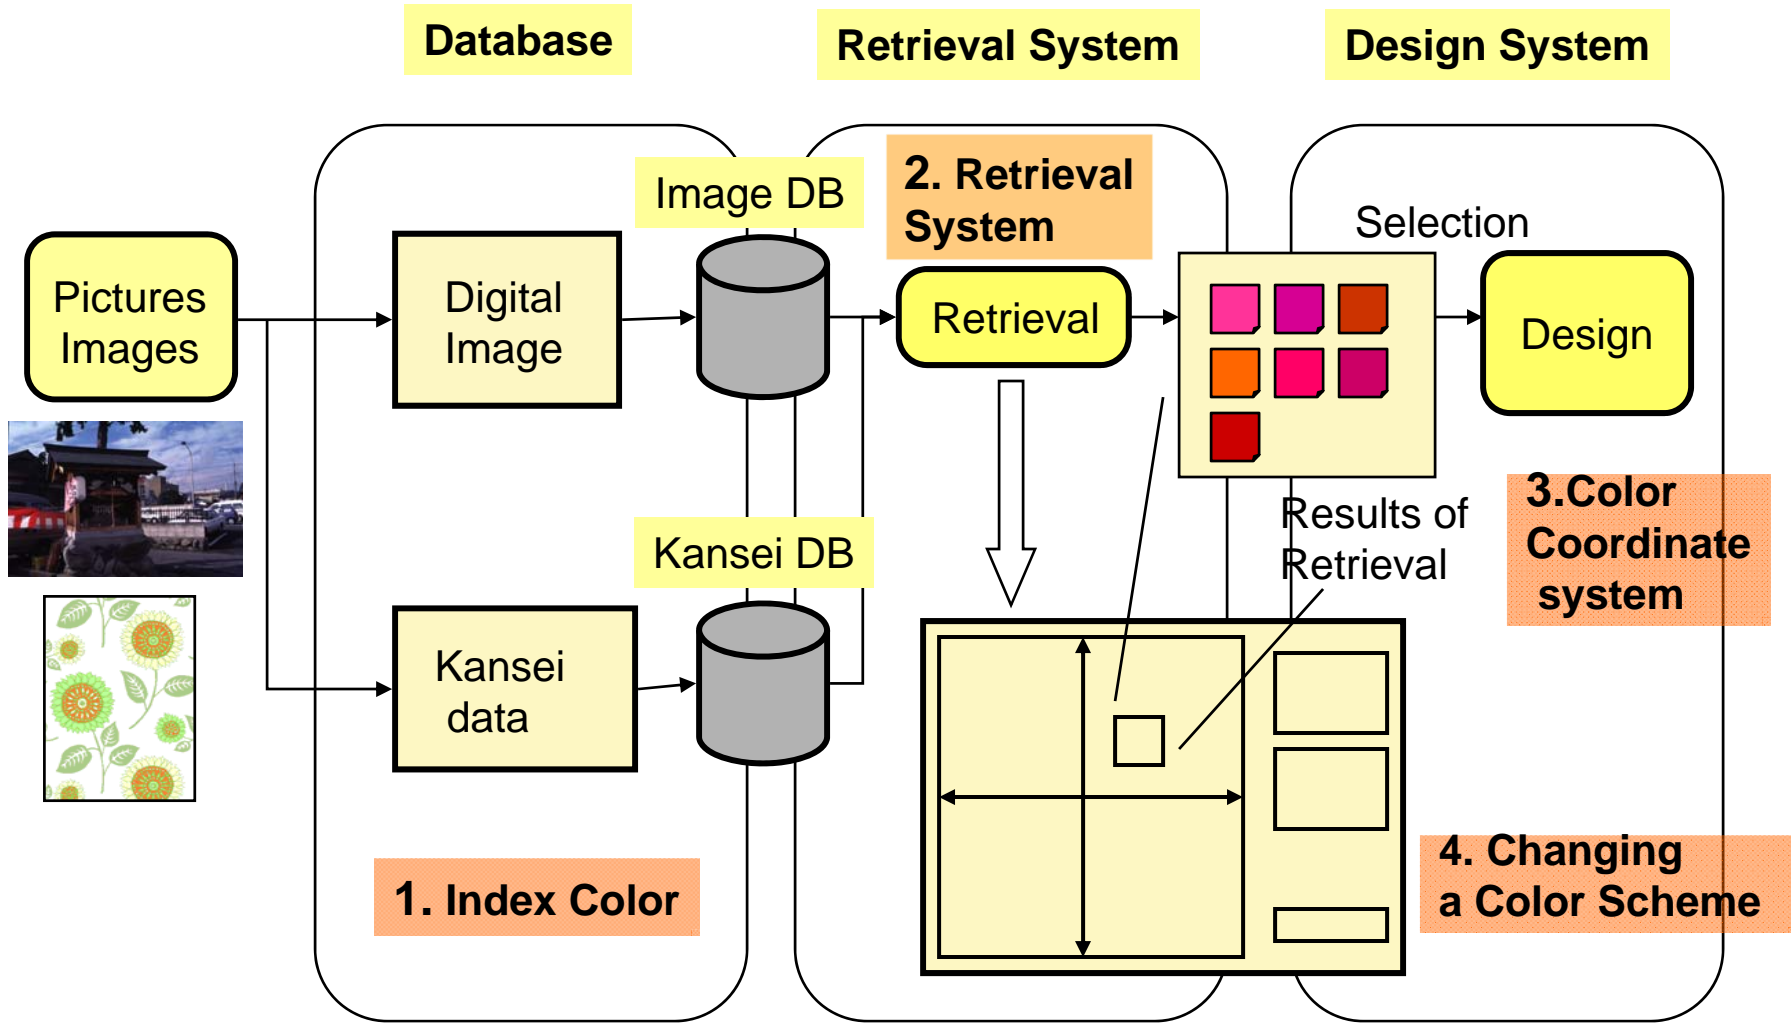 Database
Retrieval System
Design System
Image DB
2. Retrieval
System
Selection
Pictures
Images
Digital
Image
Retrieval
Design
Results of
Retrieval
3.Color
Coordinate
system
Kansei DB
Kansei
data
1. Index Color
4. Changing
a Color Scheme